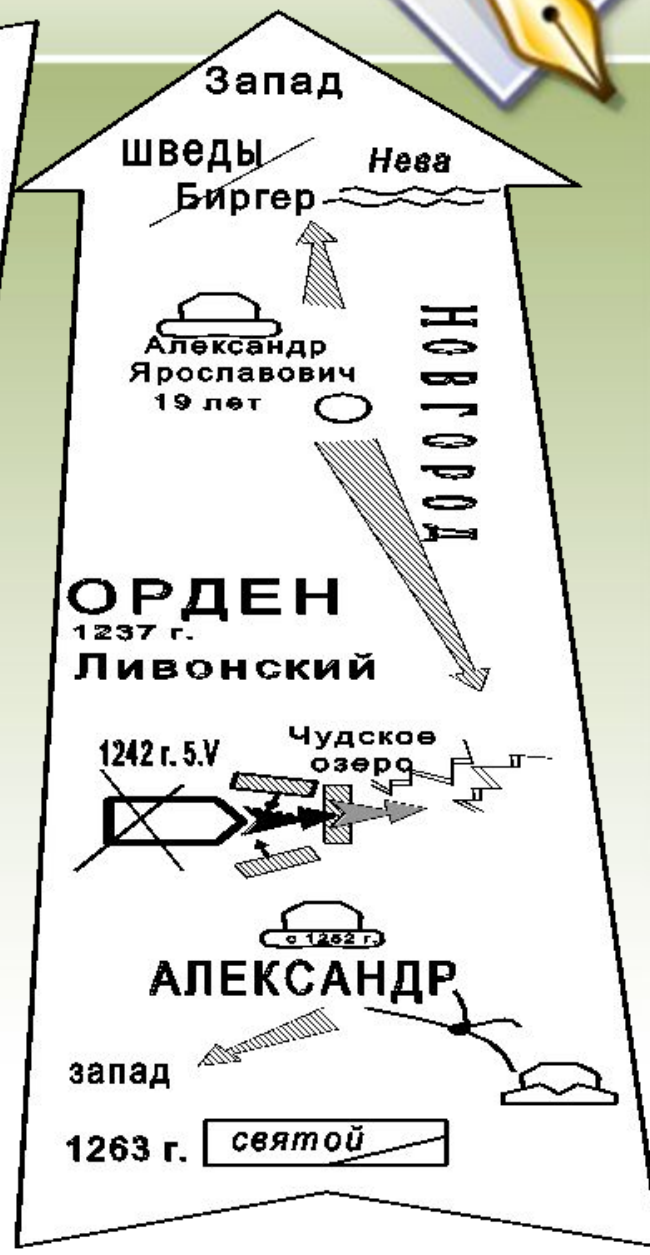 Запад
шведы
Нева
Биргер
Александр
Ярославович
19 лет
НОВГОРОД
ОРДЕН
1237 г.
Ливонский
1242 г. 5.V
Чудское
озеро
с 1252 г.
АЛЕКСАНДР
запад
1263 г.
святой